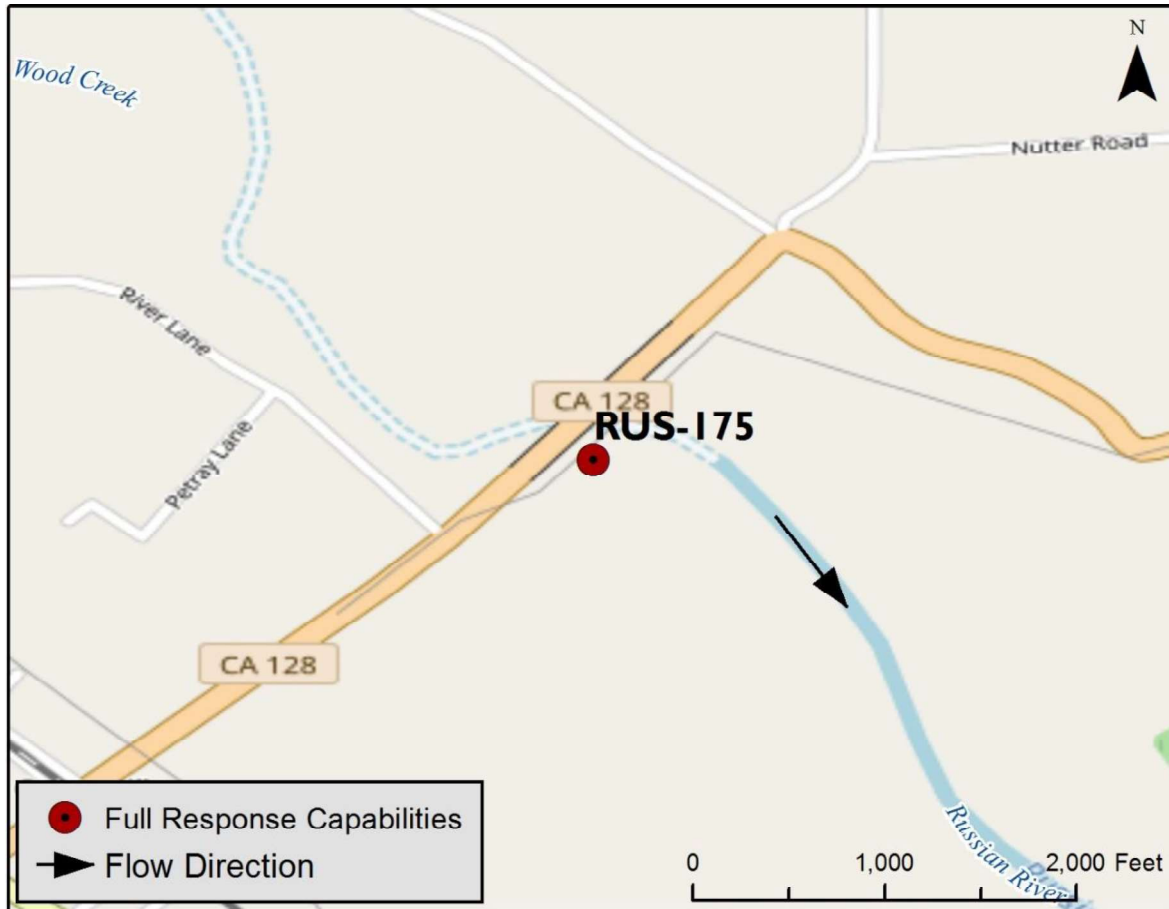 N
Wood Creek
Nutter Road
River Lane
CA 128
RUS-175
Petray Lane
CA 128
Full Response Capabilities
Flow Direction
Russian River
0 1,000 2,000 Feet